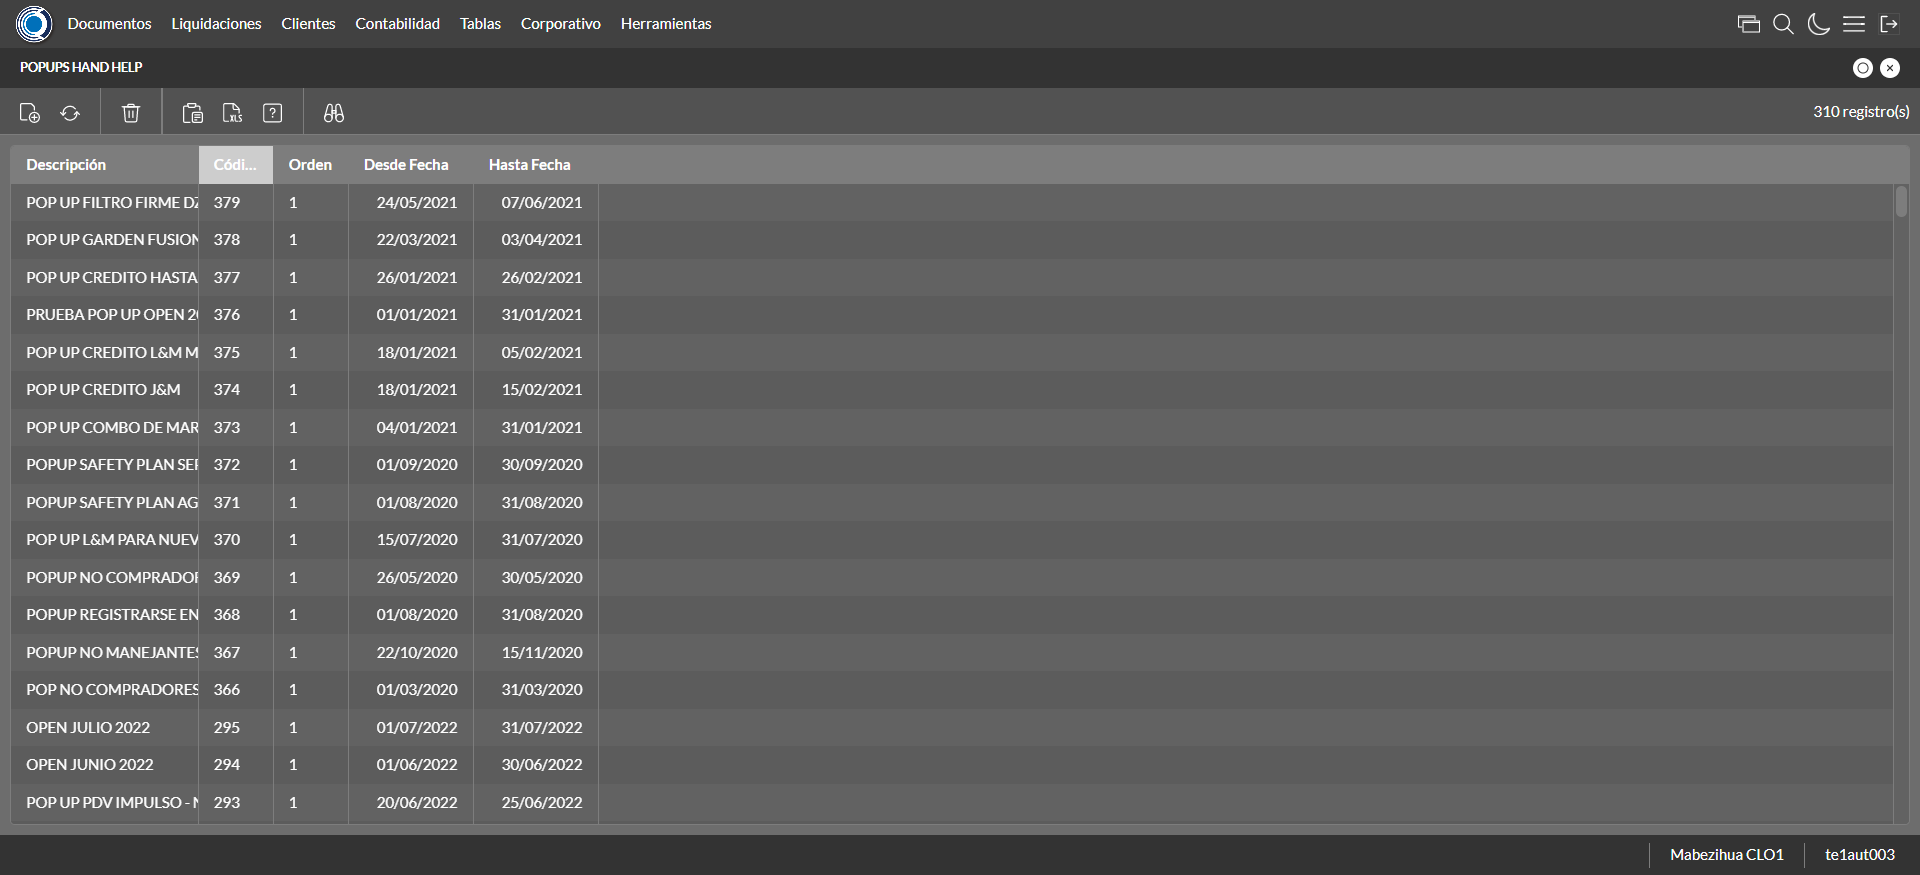 Documentos Liquidaciones Clientes Contabilidad Tablas Corporativo Herramientas
POPUPS HAND HELP
XLS ? 310 registro(s)
Descripción Códi... Orden Desde Fecha Hasta Fecha
POP UP FILTRO FIRME DZ 379 1 24/05/2021 07/06/2021
POP UP GARDEN FUSION 378 1 22/03/2021 03/04/2021
POP UP CREDITO HASTA 377 1 26/01/2021 26/02/2021
PRUEBA POP UP OPEN 20 376 1 01/01/2021 31/01/2021
POP UP CREDITO L&M M 375 1 18/01/2021 05/02/2021
POP UP CREDITO J&M 374 1 18/01/2021 15/02/2021
POP UP COMBO DE MAR 373 1 04/01/2021 31/01/2021
POPUP SAFETY PLAN SEP 372 1 01/09/2020 30/09/2020
POPUP SAFETY PLAN AG 371 1 01/08/2020 31/08/2020
POP UP L&M PARA NUEV 370 1 15/07/2020 31/07/2020
POPUP NO COMPRADOR 369 1 26/05/2020 30/05/2020
POPUP REGISTRARSE EN 368 1 01/08/2020 31/08/2020
POPUP NO MANEJANTES 367 1 22/10/2020 15/11/2020
POP NO COMPRADORES 366 1 01/03/2020 31/03/2020
OPEN JULIO 2022 295 1 01/07/2022 31/07/2022
OPEN JUNIO 2022 294 1 01/06/2022 30/06/2022
POP UP PDV IMPULSO - N 293 1 20/06/2022 25/06/2022
Mabezihua CLO1 te1aut003